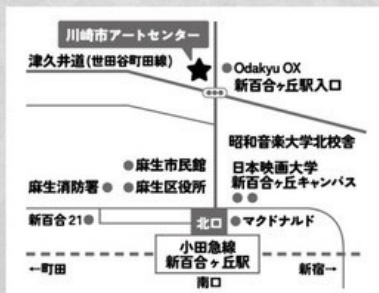 川崎市アートセンター
津久井道(世田谷町田線)
Odakyu OX
新百合ヶ丘駅入口
昭和音楽大学北校舎
麻生市民館
日本映画大学
新百合ヶ丘キャンパス
麻生消防署
麻生区役所
新百合21
北口
マクドナルド
小田急線
新百合ヶ丘駅
←町田
新宿→
南口